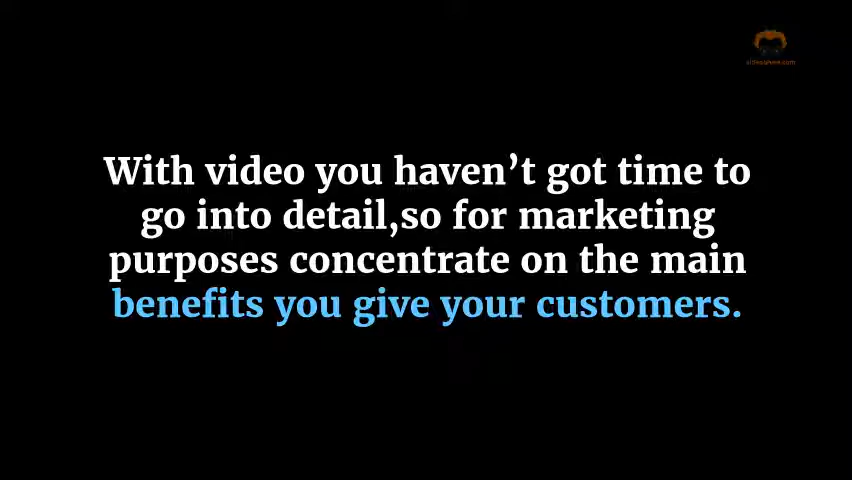 With video you haven’t got time to
go into detail,so for marketing
purposes concentrate on the main
benefits you give your customers.